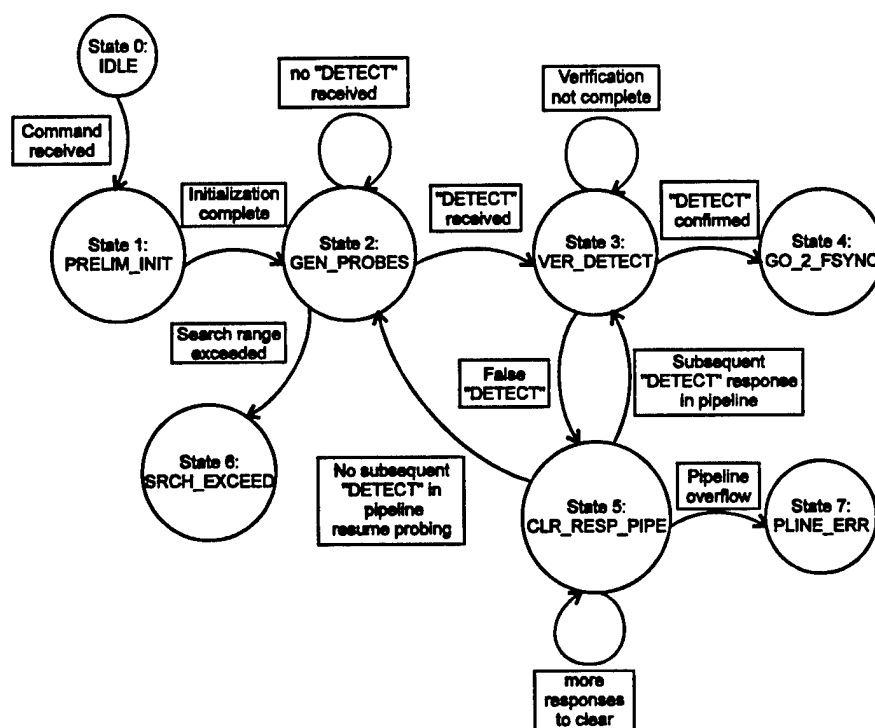 State 0:
IDLE
no "DETECT"
received
Verification
not complete
Command
received
Initialization
complete
"DETECT"
received
"DETECT"
confirmed
State 1:
PRELIM_INIT
State 2:
GEN_PROBES
State 3:
VER_DETECT
State 4:
GO_2_FSYNC
Search range
exceeded
False
"DETECT"
Subsequent
"DETECT" response
in pipeline
State 6:
SRCH_EXCEED
No subsequent
"DETECT" in
pipeline
resume probing
State 5:
CLR_RESP_PIPE
Pipeline
overflow
State 7:
PLINE_ERR
more
responses
to clear